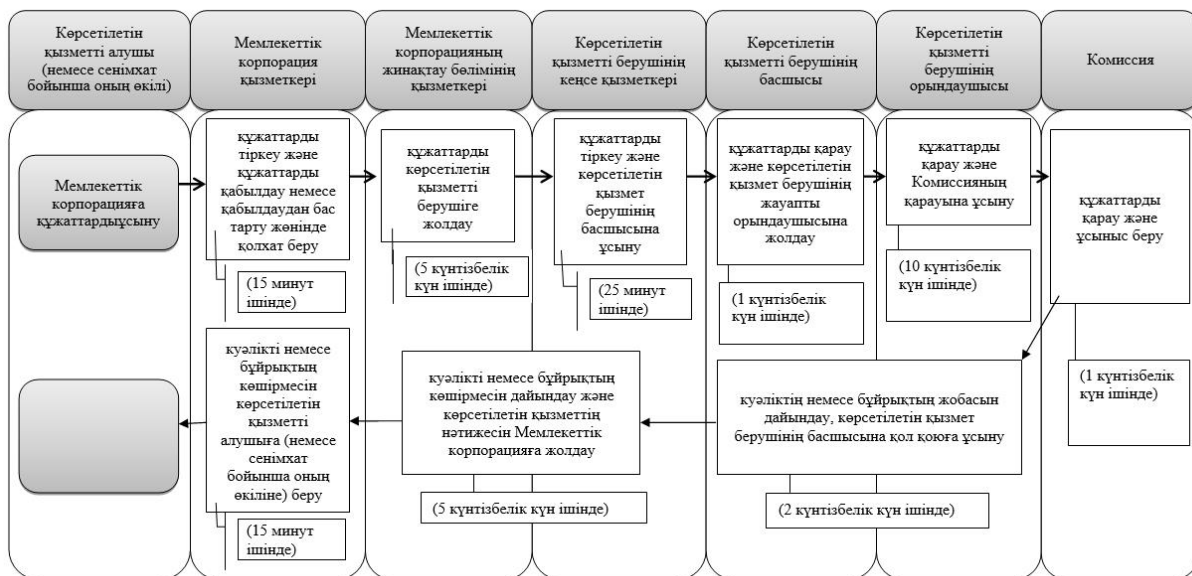 Көрсетілетін
қызметті алушы
(немесе сенімхат
бойынша оның өкілі)
Мемлекеттік
корпорация
қызметкері
Мемлекеттік
корпорацияның
жинақтау бөлімінің
қызметкері
Көрсетілетін
қызметті берушінің
кеңсе қызметкері
Көрсетілетін
қызметті берушінің
басшысы
Көрсетілетін
қызметті
берушінің
орындаушысы
Комиссия
Мемлекеттік
корпорацияға
құжаттардыұсыну
құжаттарды
тіркеу және
құжаттарды
қабылдау немесе
қабылдаудан бас
тарту жөнінде
қолхат беру
(15 минут
ішінде)
құжаттарды
көрсетілетін
қызметті
берушіге
жолдау
(5 күнтізбелік
күн ішінде)
құжаттарды
тіркеу және
көрсетілетін
қызмет
берушінің
басшысына
ұсыну
(25 минут
ішінде)
құжаттарды қарау
және көрсетілетін
қызмет берушінің
жауапты
орындаушысына
жолдау
(1 күнтізбелік
күн ішінде)
құжаттарды
қарау және
Комиссияның
қарауына ұсыну
(10 күнтізбелік
күн ішінде)
құжаттарды
қарау және
ұсыныс беру
(1 күнтізбелік
күн ішінде)
куәліктің немесе бұйрықтың жобасын
дайындау, көрсетілетін қызмет
берушінің басшысына қол қоюға ұсыну
(2 күнтізбелік күн ішінде)
куәлікті немесе бұйрықтың
көшірмесін дайындау және
көрсетілетін қызметтің
нәтижесін Мемлекеттік
корпорацияға жолдау
(5 күнтізбелік күн ішінде)
куәлікті немесе
бұйрықтың
көшірмесін
көрсетілетін
қызметті
алушыға (немесе
сенімхат
бойынша оның
өкіліне) беру
(15 минут
ішінде)